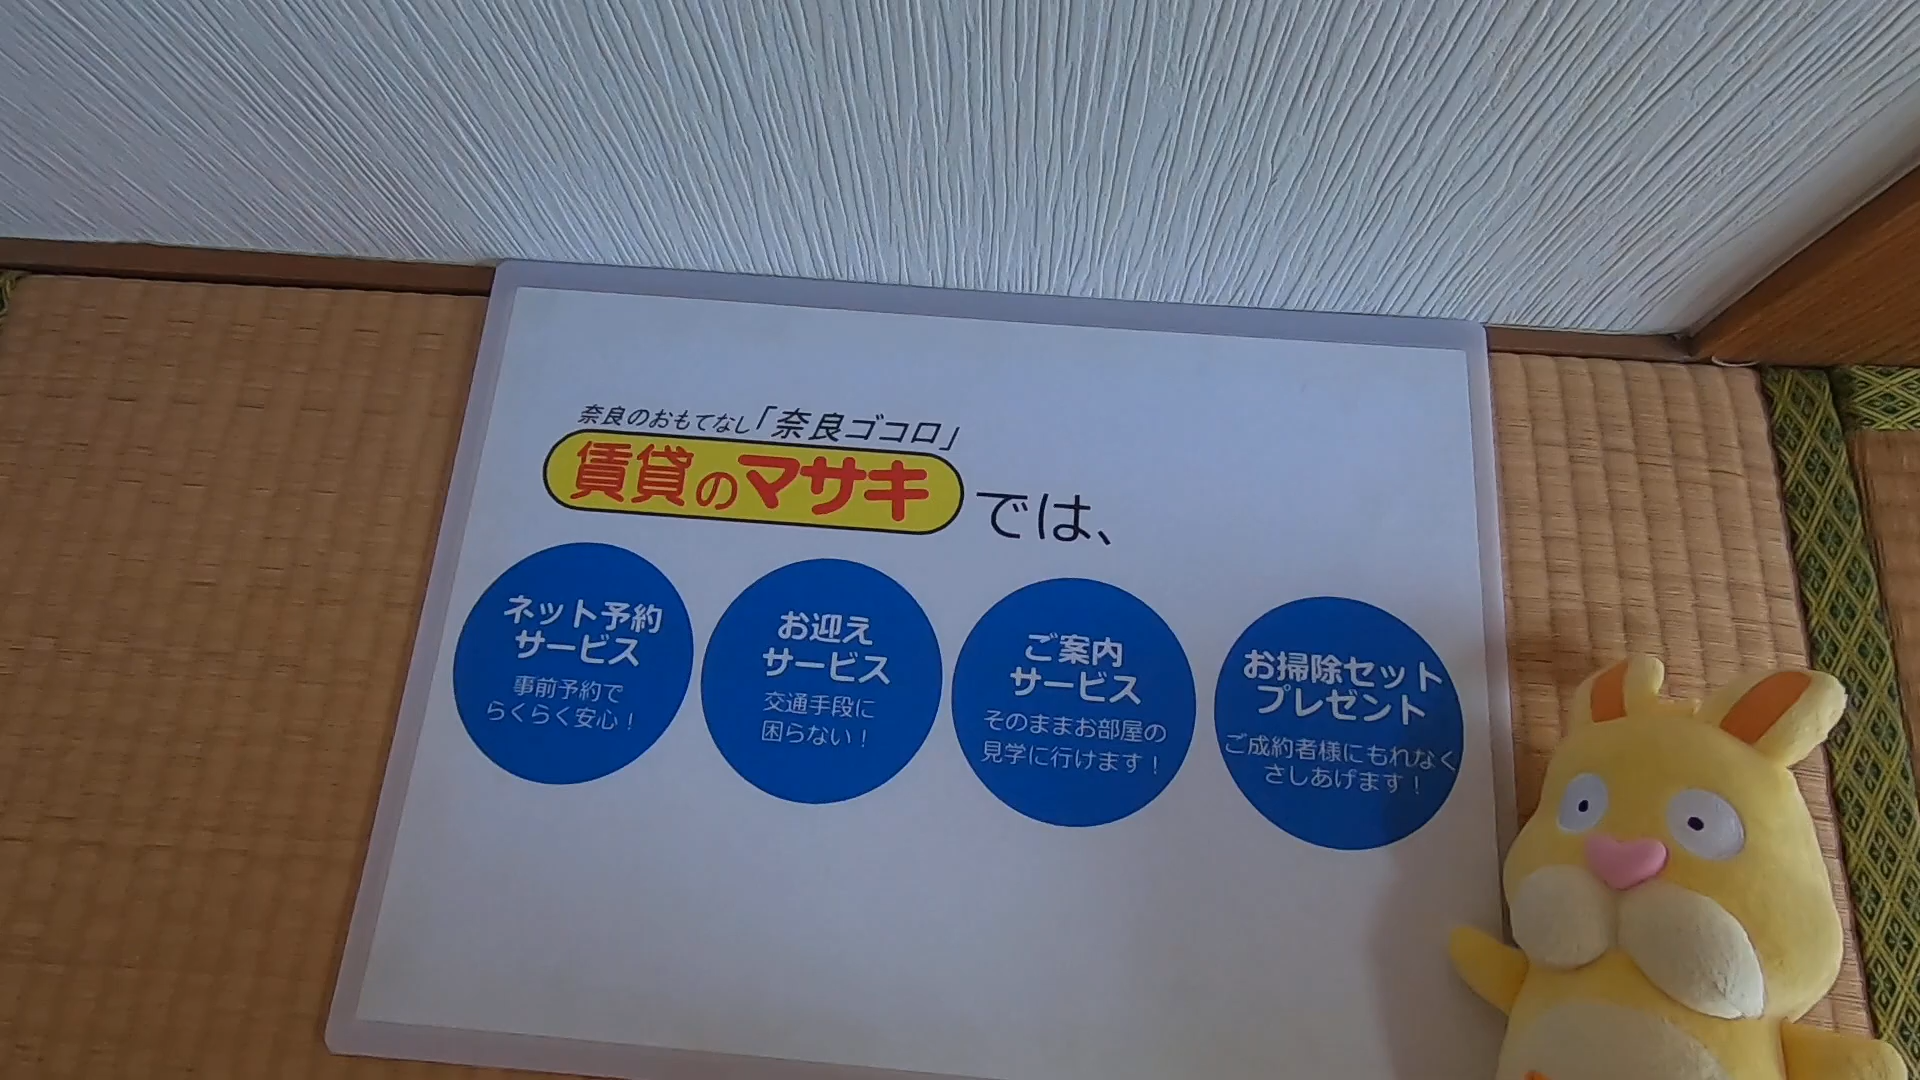 奈良のおもてなし「奈良ゴコロ」
賃貸のマサキでは、
ネット予約
サービス
事前予約で
らくらく安心！
お迎え
サービス
交通手段に
困らない！
ご案内
サービス
そのままお部屋の
見学に行けます！
お掃除セット
プレゼント
ご成約者様にもれなく
さしあげます！